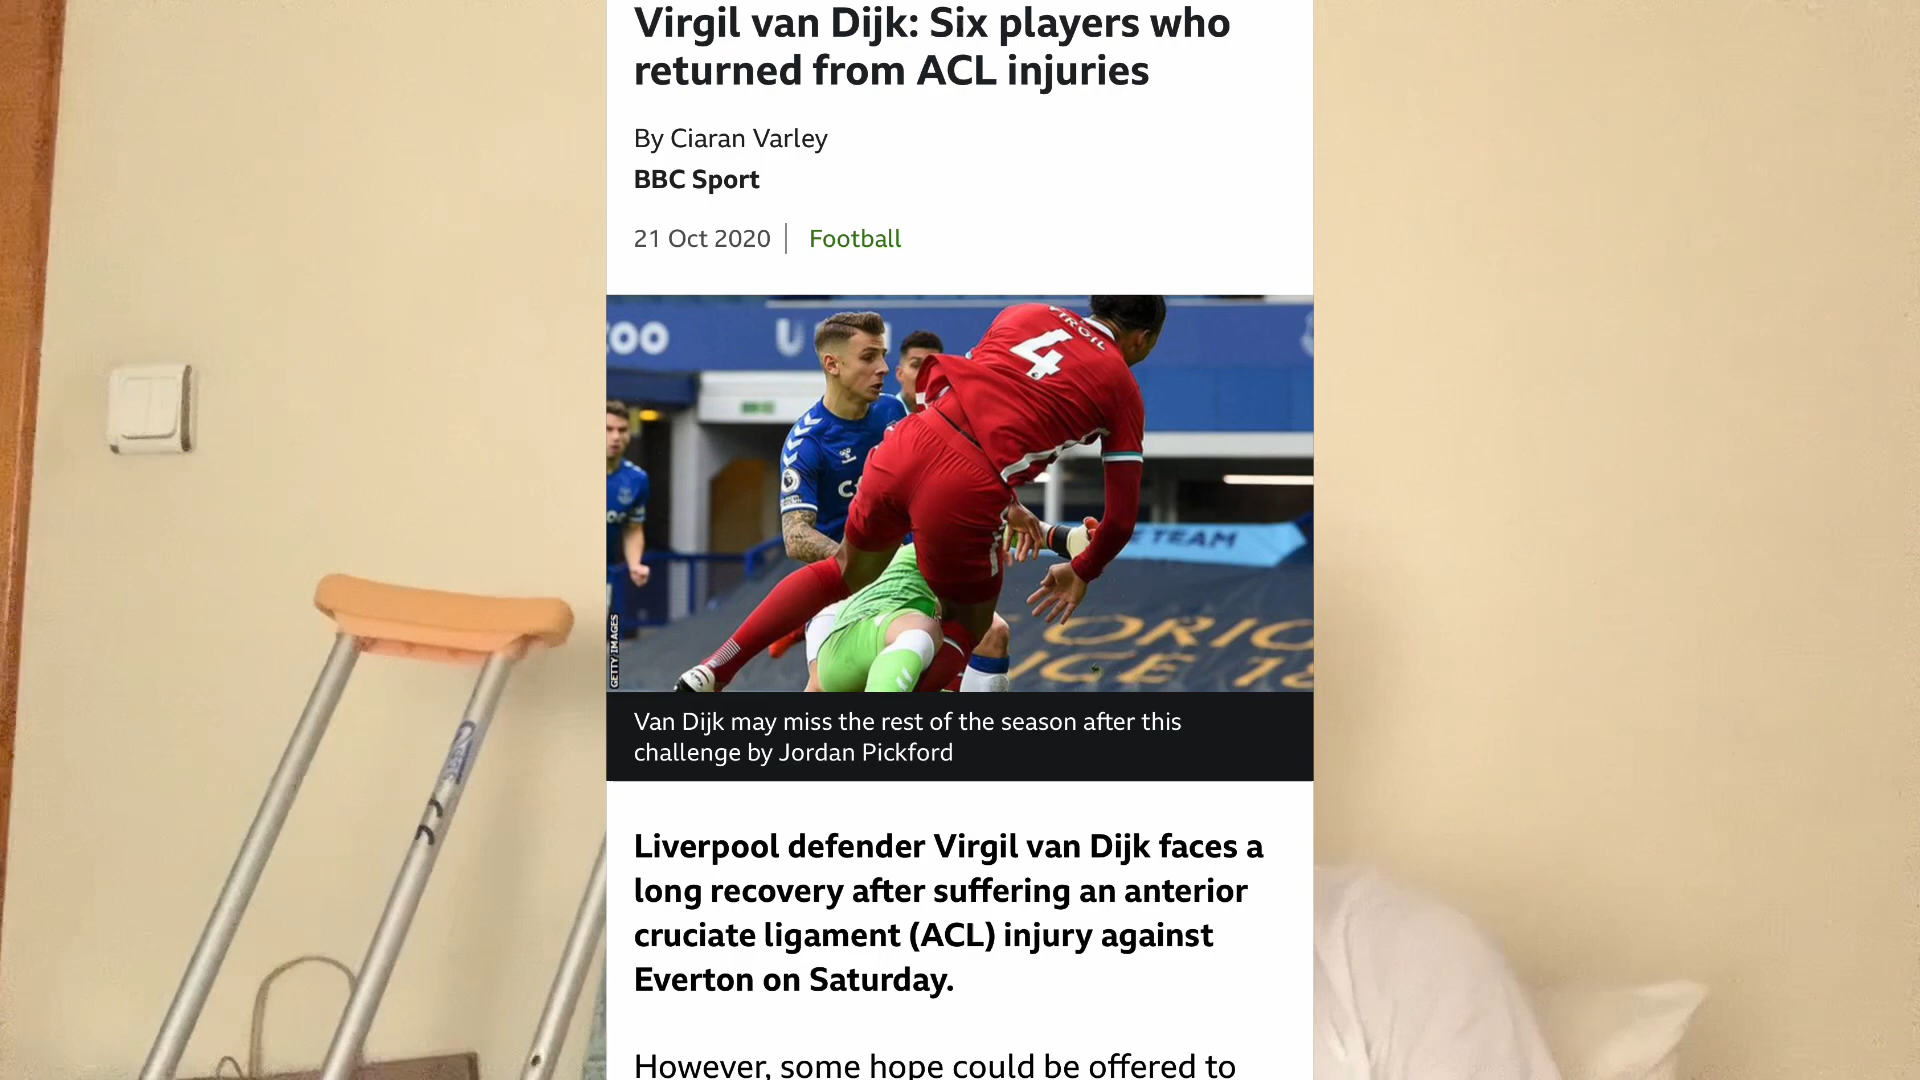 Virgil van Dijk: Six players who
returned from ACL injuries
By Ciaran Varley
BBC Sport
21 Oct 2020
Football
VIRGIL
4
GETTY IMAGES
Van Dijk may miss the rest of the season after this
challenge by Jordan Pickford
Liverpool defender Virgil van Dijk faces a
long recovery after suffering an anterior
cruciate ligament (ACL) injury against
Everton on Saturday.
However, some hope could be offered to